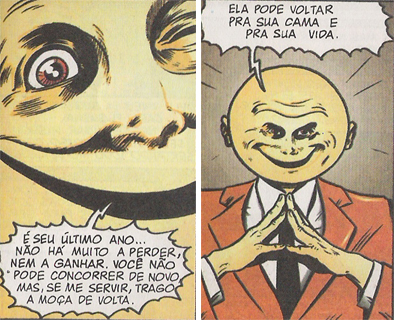 É SEU ÚLTIMO ANO...
NÃO HÁ MUITO A PERDER,
NEM A GANHAR. VOCÊ NÃO
PODE CONCORRER DE NOVO,
MAS, SE ME SERVIR, TRAGO
A MOÇA DE VOLTA.
ELA PODE VOLTAR
PRA SUA CAMA E
PRA SUA VIDA.